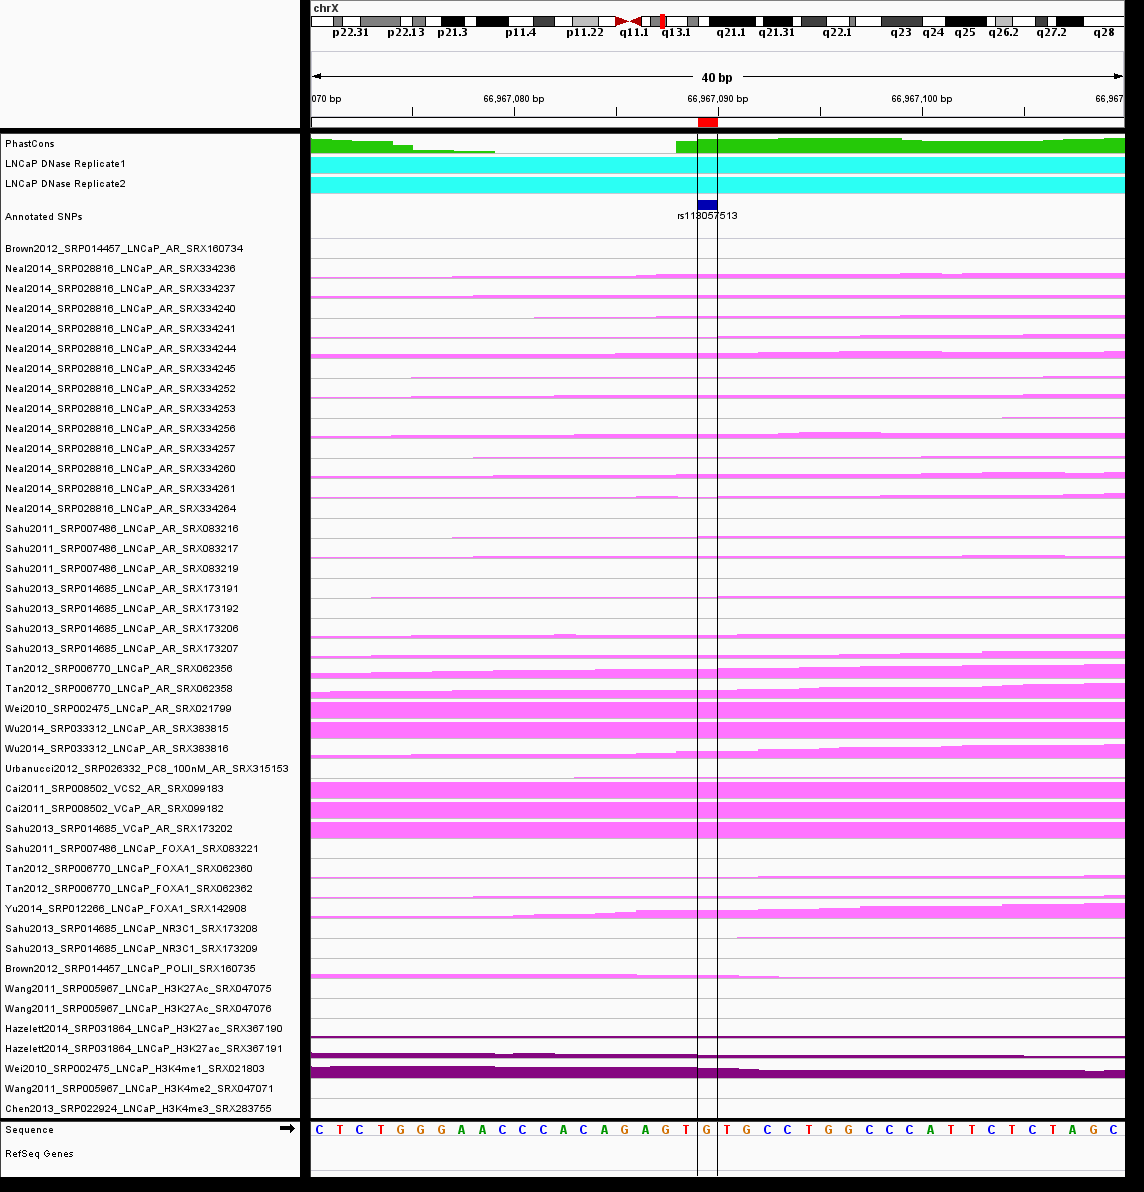 chrX
p22.31 p22.13 p21.3 p11.4 p11.22 q11.1 q13.1 q21.1 q21.31 q22.1 q23 q24 q25 q26.2 q27.2 q28
40 bp
070 bp 66,967,080 bp 66,967,090 bp 66,967,100 bp 66,967
PhastCons
LNCaP DNase Replicate1
LNCaP DNase Replicate2
Annotated SNPs rs113057513
Brown2012_SRP014457_LNCaP_AR_SRX160734
Neal2014_SRP028816_LNCaP_AR_SRX334236
Neal2014_SRP028816_LNCaP_AR_SRX334237
Neal2014_SRP028816_LNCaP_AR_SRX334240
Neal2014_SRP028816_LNCaP_AR_SRX334241
Neal2014_SRP028816_LNCaP_AR_SRX334244
Neal2014_SRP028816_LNCaP_AR_SRX334245
Neal2014_SRP028816_LNCaP_AR_SRX334252
Neal2014_SRP028816_LNCaP_AR_SRX334253
Neal2014_SRP028816_LNCaP_AR_SRX334256
Neal2014_SRP028816_LNCaP_AR_SRX334257
Neal2014_SRP028816_LNCaP_AR_SRX334260
Neal2014_SRP028816_LNCaP_AR_SRX334261
Neal2014_SRP028816_LNCaP_AR_SRX334264
Sahu2011_SRP007486_LNCaP_AR_SRX083216
Sahu2011_SRP007486_LNCaP_AR_SRX083217
Sahu2011_SRP007486_LNCaP_AR_SRX083219
Sahu2013_SRP014685_LNCaP_AR_SRX173191
Sahu2013_SRP014685_LNCaP_AR_SRX173192
Sahu2013_SRP014685_LNCaP_AR_SRX173206
Sahu2013_SRP014685_LNCaP_AR_SRX173207
Tan2012_SRP006770_LNCaP_AR_SRX062356
Tan2012_SRP006770_LNCaP_AR_SRX062358
Wei2010_SRP002475_LNCaP_AR_SRX021799
Wu2014_SRP033312_LNCaP_AR_SRX383815
Wu2014_SRP033312_LNCaP_AR_SRX383816
Urbanucci2012_SRP026332_PC8_100nM_AR_SRX315153
Cai2011_SRP008502_VCS2_AR_SRX099183
Cai2011_SRP008502_VCaP_AR_SRX099182
Sahu2013_SRP014685_VCaP_AR_SRX173202
Sahu2011_SRP007486_LNCaP_FOXA1_SRX083221
Tan2012_SRP006770_LNCaP_FOXA1_SRX062360
Tan2012_SRP006770_LNCaP_FOXA1_SRX062362
Yu2014_SRP012266_LNCaP_FOXA1_SRX142908
Sahu2013_SRP014685_LNCaP_NR3C1_SRX173208
Sahu2013_SRP014685_LNCaP_NR3C1_SRX173209
Brown2012_SRP014457_LNCaP_POLII_SRX160735
Wang2011_SRP005967_LNCaP_H3K27Ac_SRX047075
Wang2011_SRP005967_LNCaP_H3K27Ac_SRX047076
Hazelett2014_SRP031864_LNCaP_H3K27ac_SRX367190
Hazelett2014_SRP031864_LNCaP_H3K27ac_SRX367191
Wei2010_SRP002475_LNCaP_H3K4me1_SRX021803
Wang2011_SRP005967_LNCaP_H3K4me2_SRX047071
Chen2013_SRP022924_LNCaP_H3K4me3_SRX283755
Sequence C T C T G G G A A C C C A C A G A G T G T G C C T G G C C C A T T C T C T A G C
RefSeq Genes